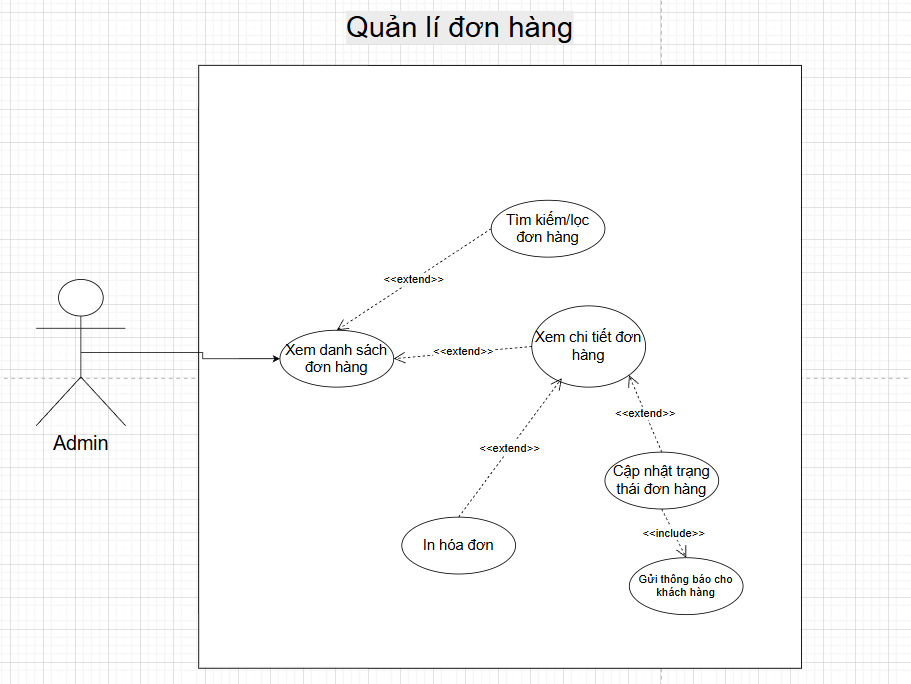 Quản lí đơn hàng
Tìm kiếm/lọc
đơn hàng
<<extend>>
Xem chi tiết đơn
hàng
Xem danh sách
đơn hàng
<<extend>>
<<extend>>
Admin
<<extend>>
Cập nhật trạng
thái đơn hàng
<<include>>
In hóa đơn
Gửi thông báo cho
khách hàng